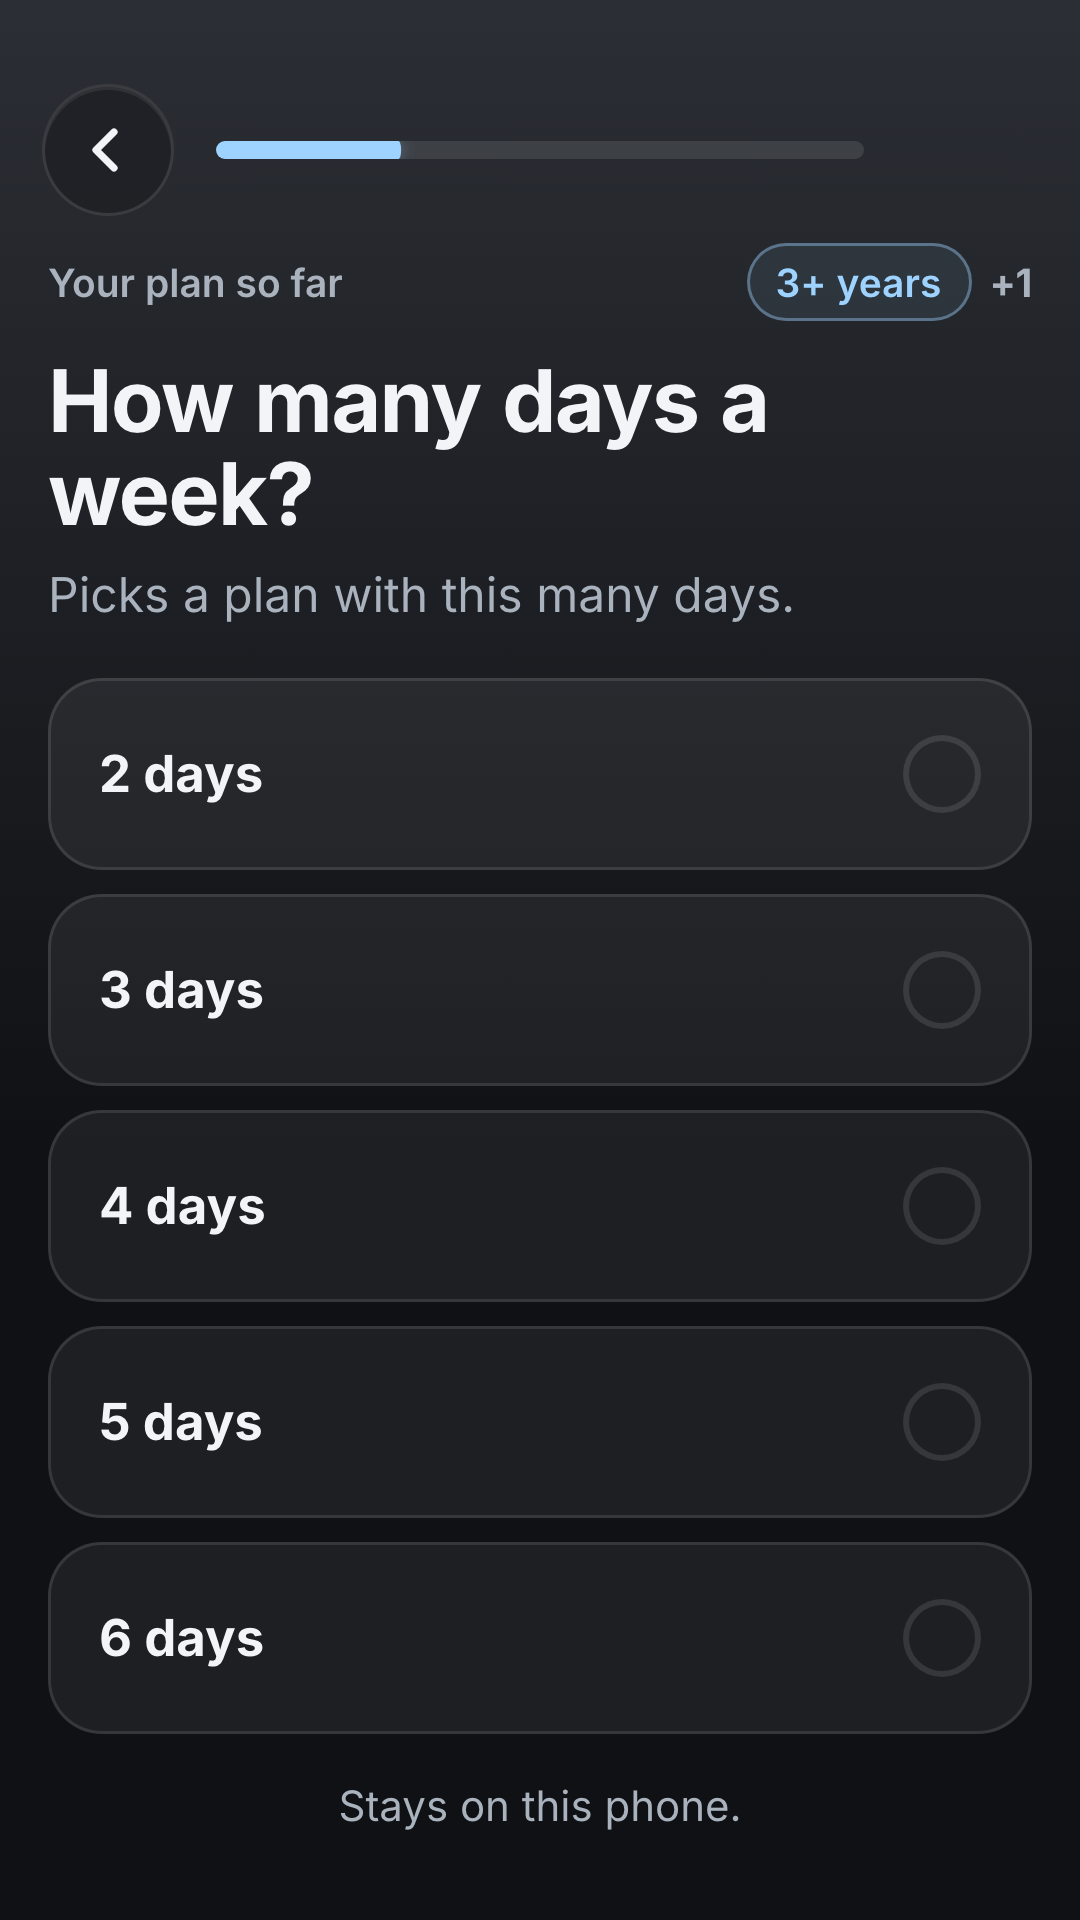 Your plan so far
3+ years +1
How many days a
week?
Picks a plan with this many days.
2 days
3 days
4 days
5 days
6 days
Stays on this phone.